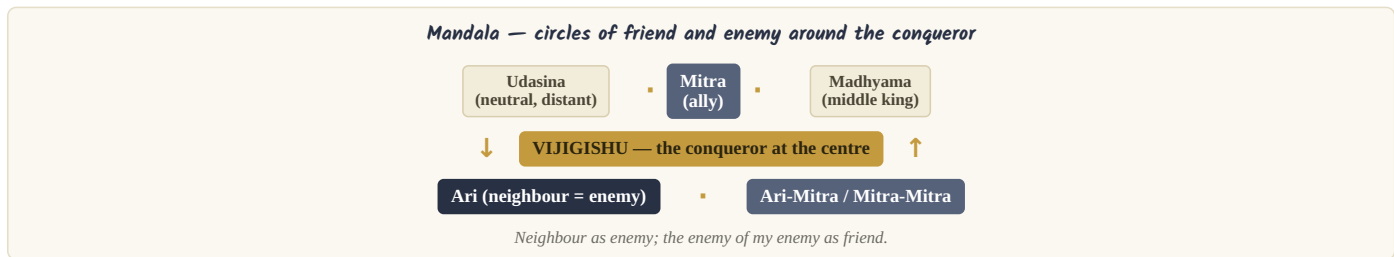 Mandala — circles of friend and enemy around the conqueror
Udasina
(neutral, distant)
·
Mitra
(ally)
·
Madhyama
(middle king)
↓
VIJIGISHU — the conqueror at the centre
↑
Ari (neighbour = enemy)
·
Ari-Mitra / Mitra-Mitra
Neighbour as enemy; the enemy of my enemy as friend.